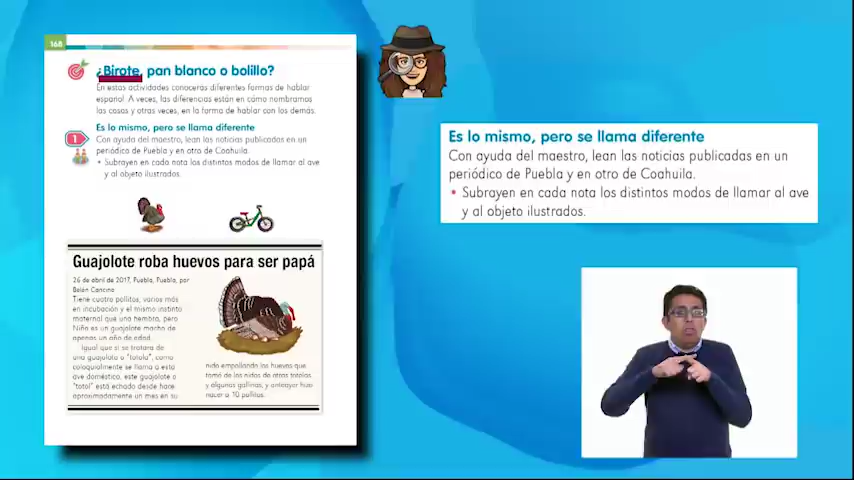 168
¿Birote, pan blanco o bolillo?
En estas actividades conocerás diferentes formas de hablar
español. A veces, las diferencias están en cómo nombramos
las cosas y otras veces, en la forma de hablar con los demás.
Es lo mismo, pero se llama diferente
1
Con ayuda del maestro, lean las noticias publicadas en un
periódico de Puebla y en otro de Coahuila.
• Subrayen en cada nota los distintos modos de llamar al ave
y al objeto ilustrados.
Guajolote roba huevos para ser papá
26 de abril de 2017, Puebla, Puebla, por
Belén Cancino
Tiene cuatro pollitos, varios más
en incubación y el mismo instinto
maternal que una hembra, pero
Niño es un guajolote macho de
apenas un año de edad.
Igual que si se tratara de
una guajolota o "totola", como
coloquialmente se llama a esta
ave doméstica, este guajolote o
"totol" está echado desde hace
aproximadamente un mes en su
nido empollando los huevos que
tomó de los nidos de otras totolas
y algunas gallinas, y anteayer hizo
nacer a 10 pollitos.
Es lo mismo, pero se llama diferente
Con ayuda del maestro, lean las noticias publicadas en un
periódico de Puebla y en otro de Coahuila.
• Subrayen en cada nota los distintos modos de llamar al ave
y al objeto ilustrados.